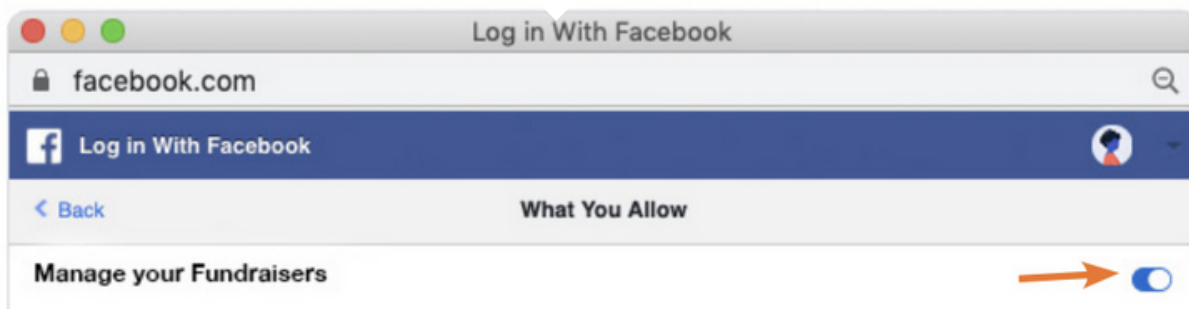 Log in With Facebook
facebook.com
Log in With Facebook
Back
What You Allow
Manage your Fundraisers